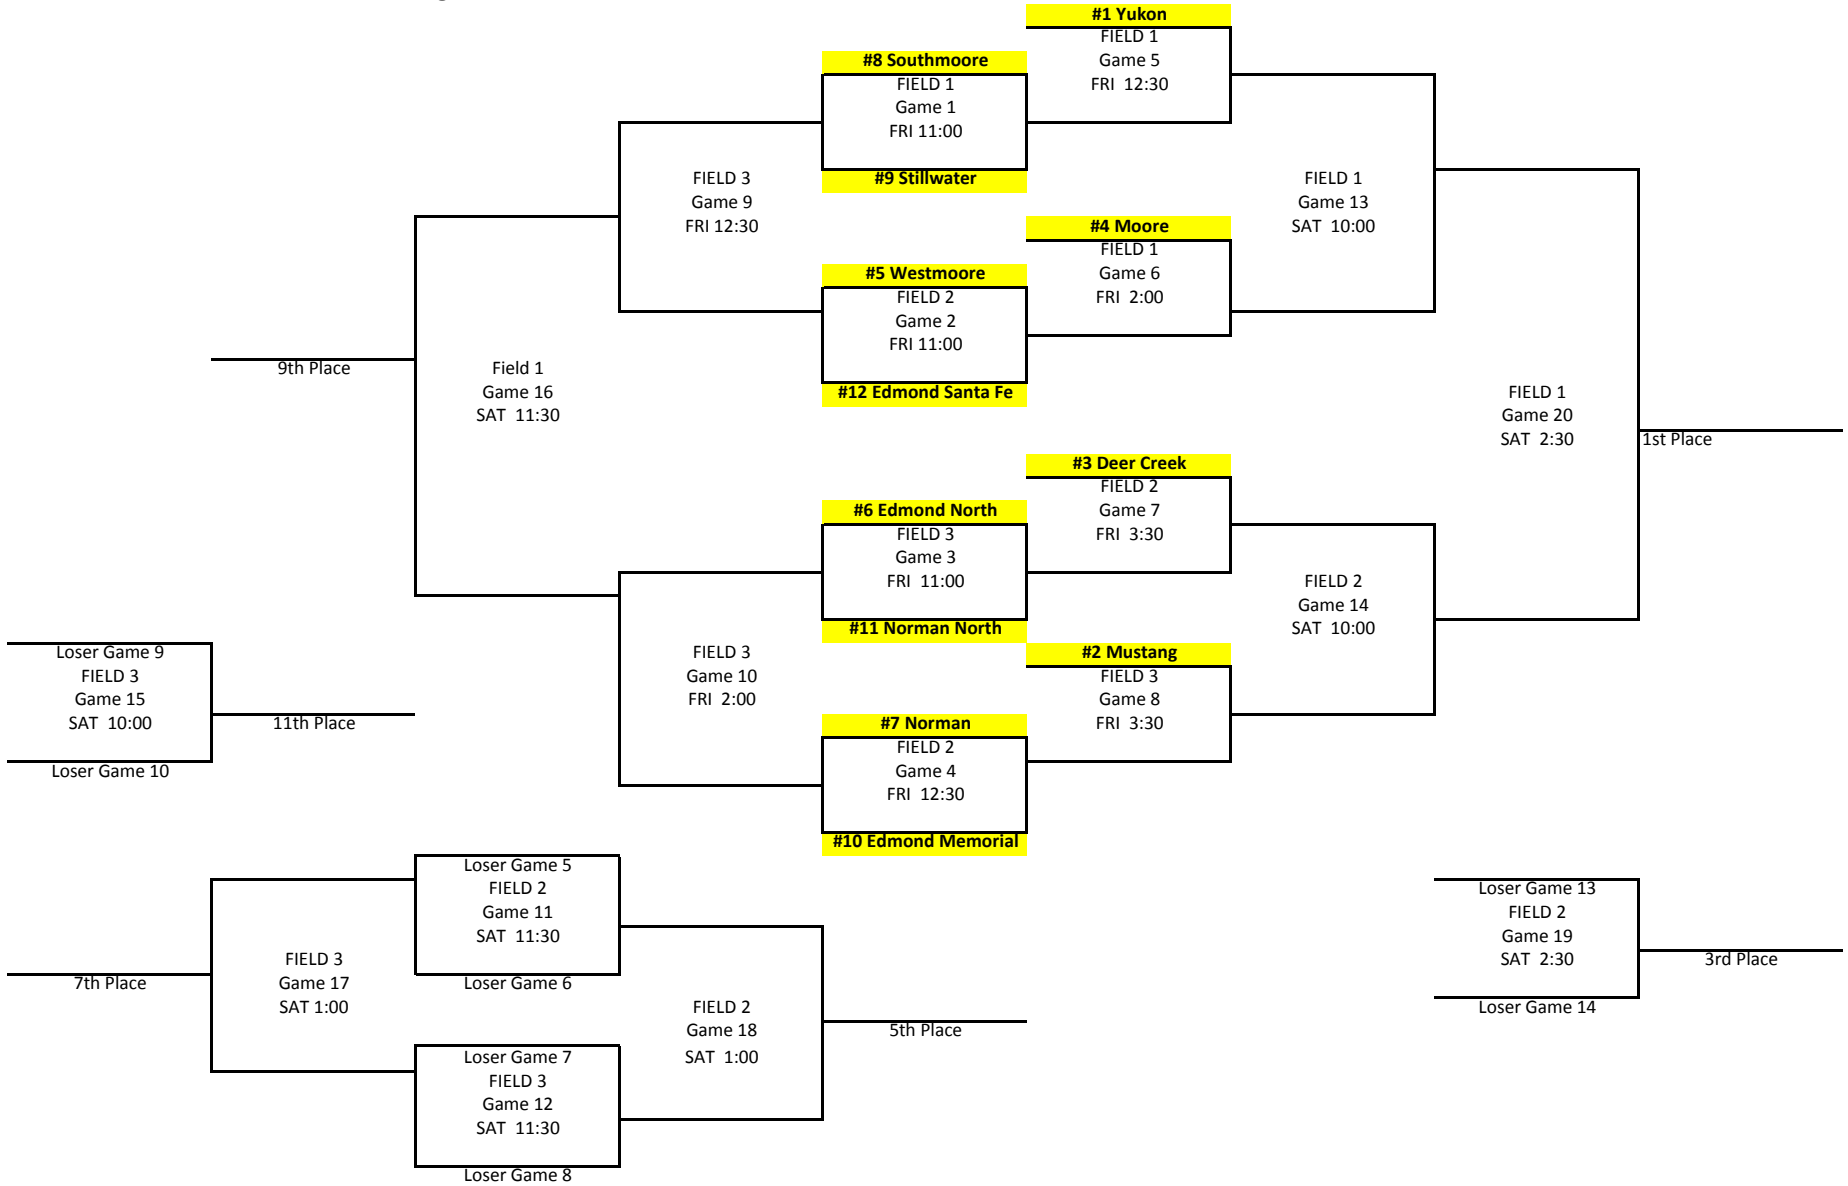 #1 Yukon
FIELD 1
Game 5
FRI  12:30
#8 Southmoore
FIELD 1
Game 1
FRI 11:00
#9 Stillwater
FIELD 3
Game 9
FRI 12:30
FIELD 1
Game 13
SAT  10:00
#4 Moore
FIELD 1
Game 6
FRI  2:00
#5 Westmoore
FIELD 2
Game 2
FRI 11:00
#12 Edmond Santa Fe
9th Place
Field 1
Game 16
SAT  11:30
FIELD 1
Game 20
SAT  2:30
1st Place
#3 Deer Creek
FIELD 2
Game 7
FRI  3:30
#6 Edmond North
FIELD 3
Game 3
FRI  11:00
#11 Norman North
FIELD 2
Game 14
SAT  10:00
Loser Game 9
FIELD 3
Game 15
SAT  10:00
Loser Game 10
11th Place
FIELD 3
Game 10
FRI  2:00
#2 Mustang
FIELD 3
Game 8
FRI  3:30
#7 Norman
FIELD 2
Game 4
FRI  12:30
#10 Edmond Memorial
Loser Game 5
FIELD 2
Game 11
SAT  11:30
Loser Game 6
Loser Game 13
FIELD 2
Game 19
SAT  2:30
Loser Game 14
3rd Place
7th Place
FIELD 3
Game 17
SAT 1:00
FIELD 2
Game 18
SAT  1:00
5th Place
Loser Game 7
FIELD 3
Game 12
SAT  11:30
Loser Game 8